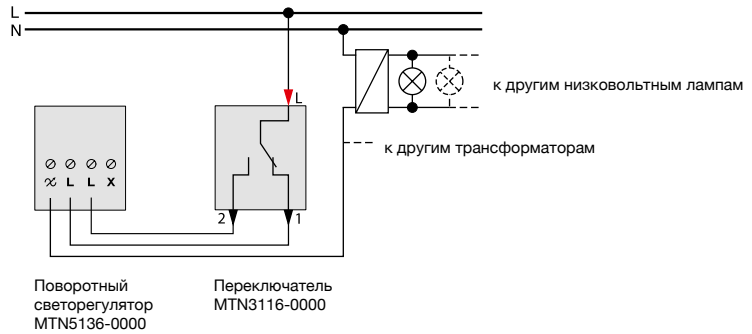 L
N
L
к другим низковольтным лампам
к другим трансформаторам
L L X
2 1
Поворотный
светорегулятор
MTN5136-0000
Переключатель
MTN3116-0000